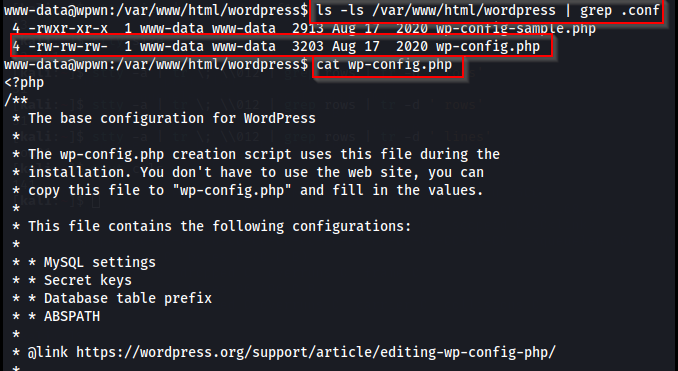 www-data@wpwn:/var/www/html/wordpress$ ls -ls /var/www/html/wordpress | grep .conf
4 -rwxr-xr-x 1 www-data www-data 2913 Aug 17 2020 wp-config-sample.php
4 -rw-rw-rw- 1 www-data www-data 3203 Aug 17 2020 wp-config.php
www-data@wpwn:/var/www/html/wordpress$ cat wp-config.php
<?php
/**
 * The base configuration for WordPress
 *
 * The wp-config.php creation script uses this file during the
 * installation. You don't have to use the web site, you can
 * copy this file to "wp-config.php" and fill in the values.
 *
 * This file contains the following configurations:
 *
 * * MySQL settings
 * * Secret keys
 * * Database table prefix
 * * ABSPATH
 *
 * @link https://wordpress.org/support/article/editing-wp-config-php/
 *